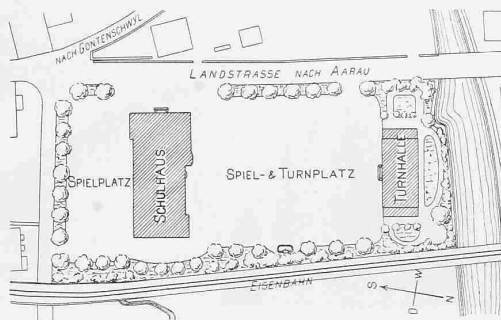 NACH GONTENSCHWYL
LANDSTRASSE NACH AARAU
SPIELPLATZ
SCHULHAUS
SPIEL- & TURNPLATZ
TURNHALLE
EISENBAHN
S
W
O
N